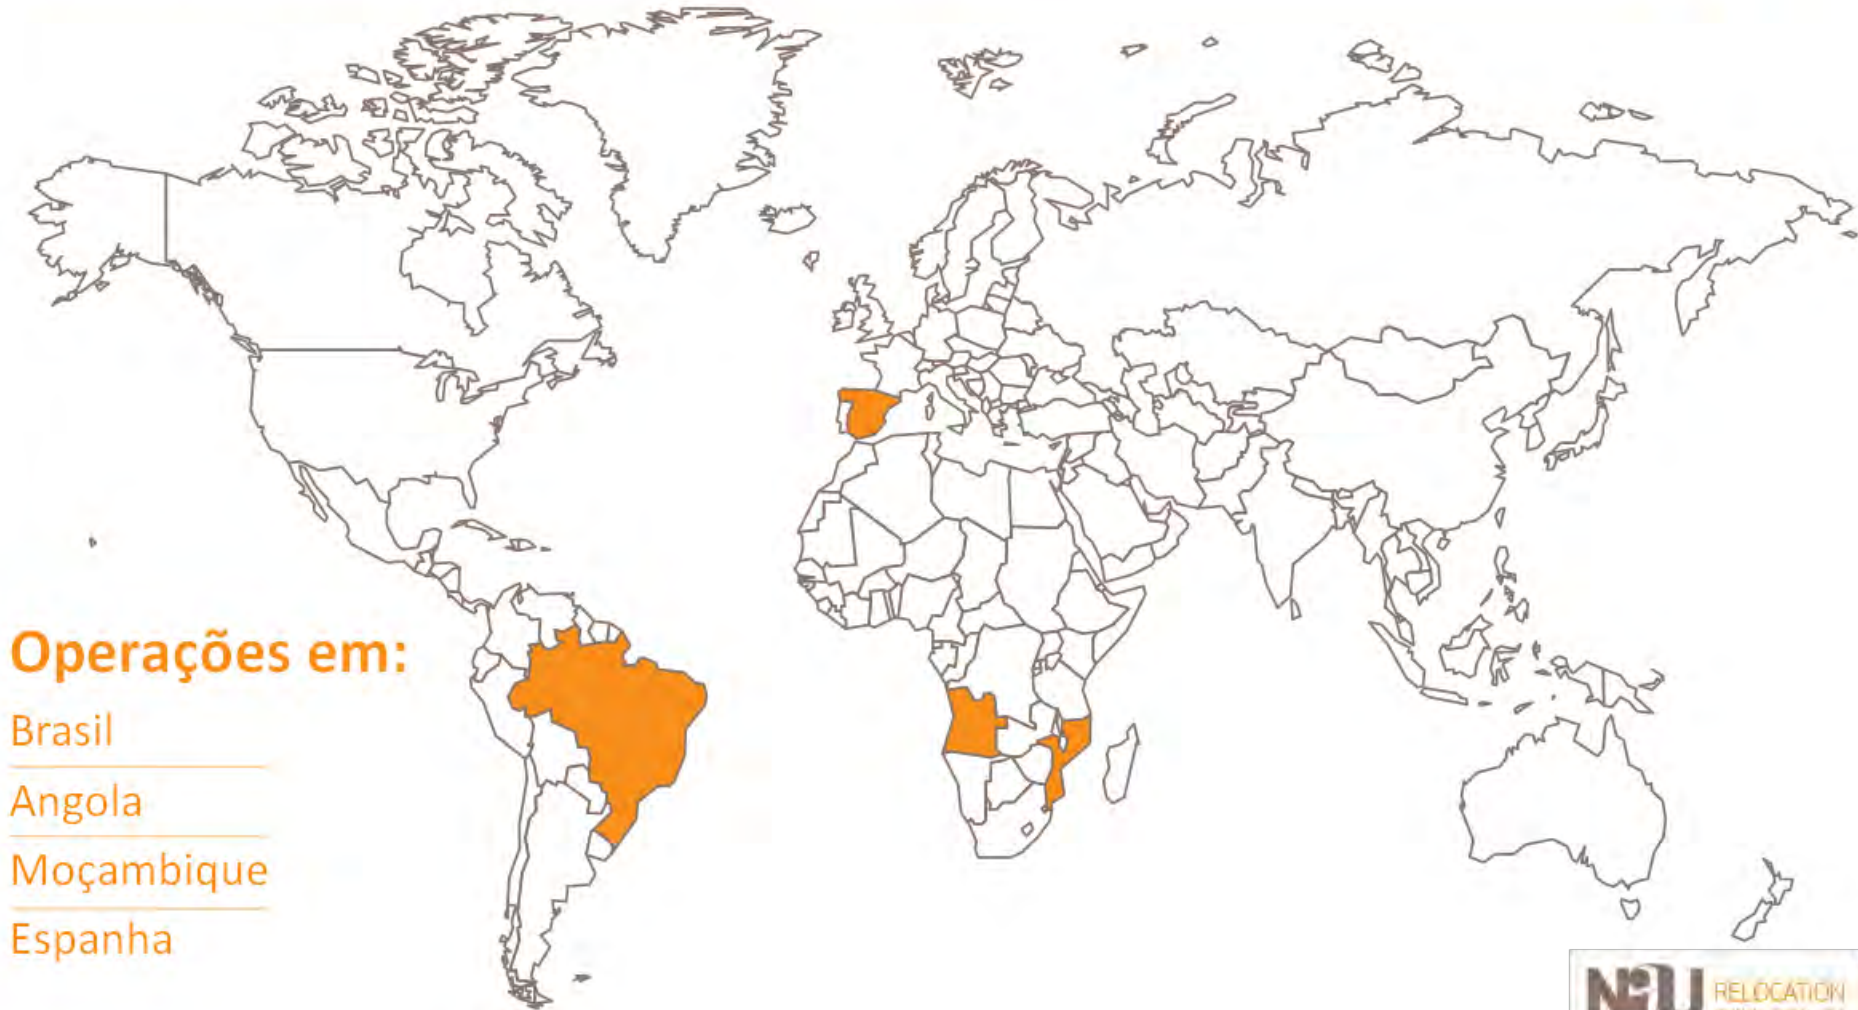 Operações em:
Brasil
Angola
Moçambique
Espanha
RELOCATION